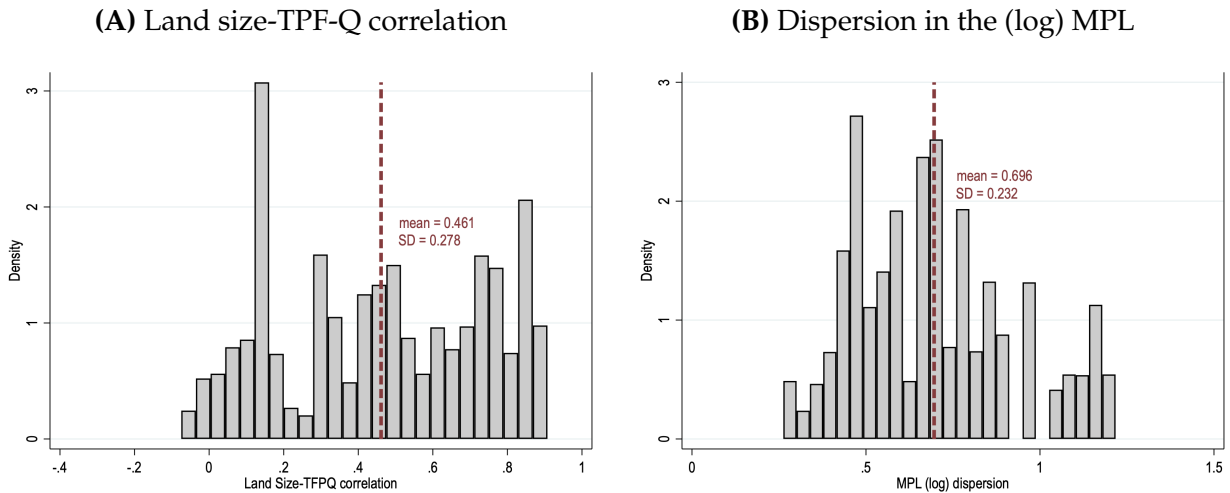 (A) Land size-TPF-Q correlation
3
2
1
0
Density
mean = 0.461
SD = 0.278
-.4
-.2
0
.2
.4
.6
.8
1
Land Size-TFPQ correlation
(B) Dispersion in the (log) MPL
3
2
1
0
Density
mean = 0.696
SD = 0.232
0
.5
1
1.5
MPL (log) dispersion